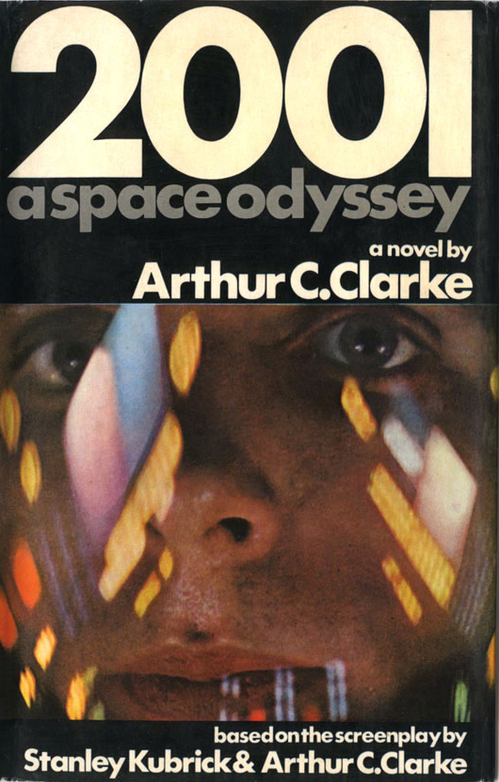 2001
a space odyssey
a novel by
Arthur C. Clarke
based on the screenplay by
Stanley Kubrick & Arthur C. Clarke